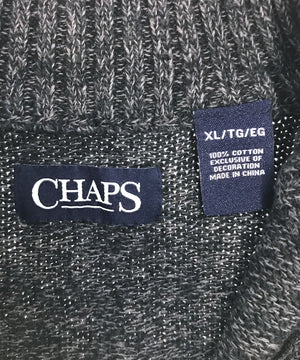 CHAPS
XL/TG/EG
100% COTTON
EXCLUSIVE OF
DECORATION
MADE IN CHINA